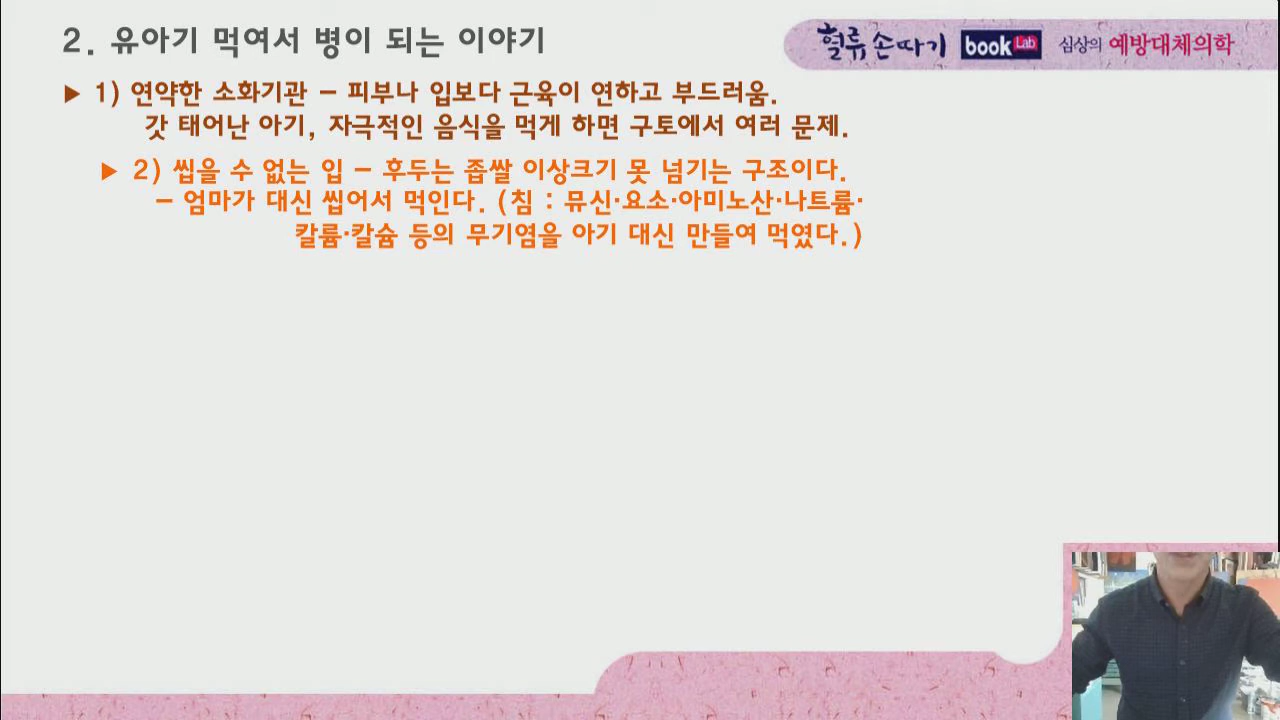 2. 유아기 먹여서 병이 되는 이야기
혈류 손따기 book Lab 심상의 예방대체의학
▶ 1) 연약한 소화기관 – 피부나 입보다 근육이 연하고 부드러움.
갓 태어난 아기, 자극적인 음식을 먹게 하면 구토에서 여러 문제.
▶ 2) 씹을 수 없는 입 – 후두는 좁쌀 이상크기 못 넘기는 구조이다.
– 엄마가 대신 씹어서 먹인다. (침 : 뮤신·요소·아미노산·나트륨·
칼륨·칼슘 등의 무기염을 아기 대신 만들여 먹였다.)